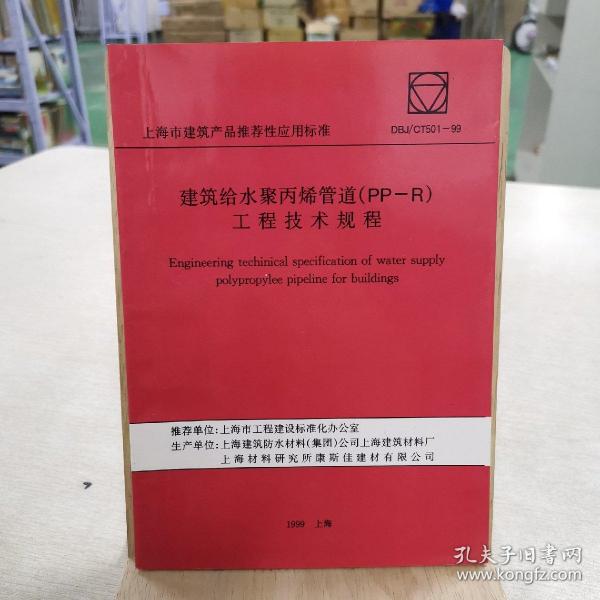 上海市建筑产品推荐性应用标准
DBJ/CT501－99
建筑给水聚丙烯管道(PP－R)
工程技术规程
Engineering techinical specification of water supply
polypropylee pipeline for buildings
推荐单位:上海市工程建设标准化办公室
生产单位:上海建筑防水材料(集团)公司上海建筑材料厂
上海材料研究所康斯佳建材有限公司
1999 上海
孔夫子旧书网
www.kongfz.com